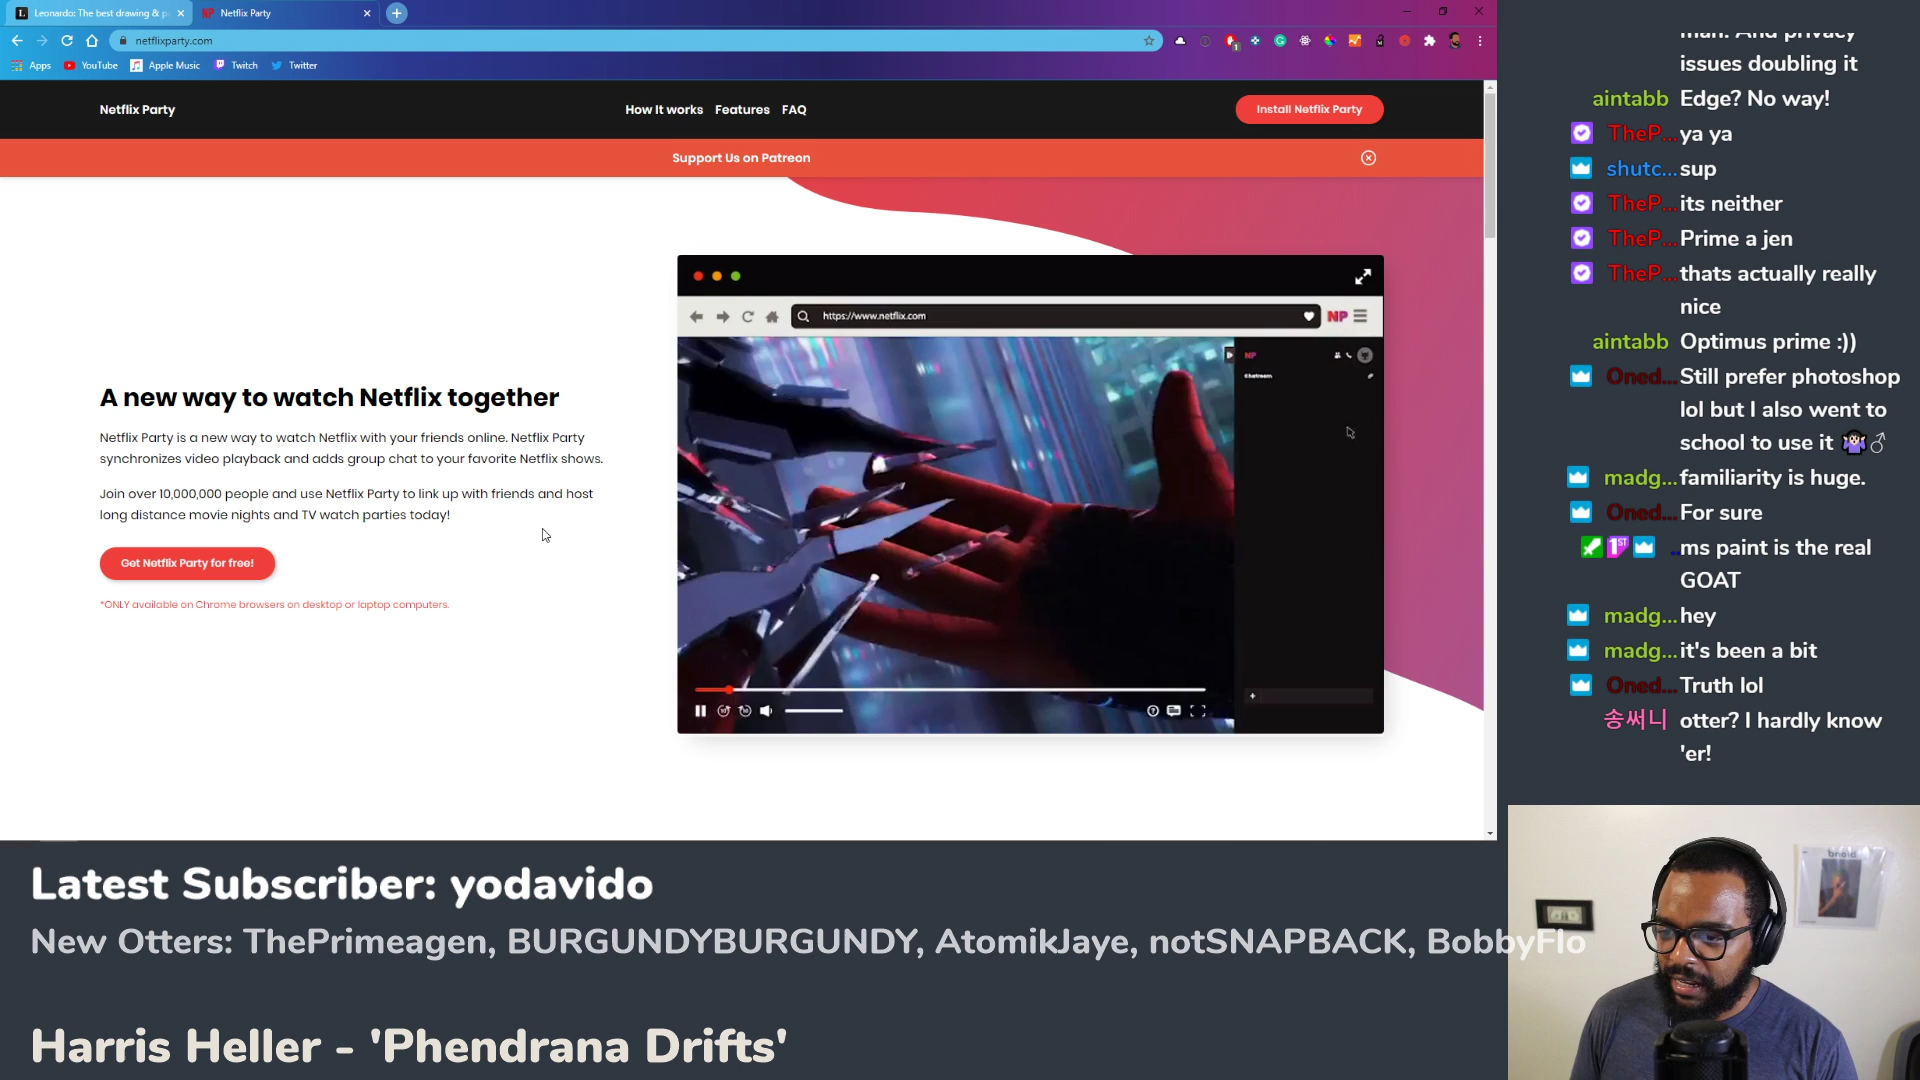 Leonardo: The best drawing & p
Netflix Party
netflixparty.com
Apps YouTube Apple Music Twitch Twitter
Netflix Party
How It works Features FAQ
Install Netflix Party
Support Us on Patreon
https://www.netflix.com
NP
NP
Chatroom
A new way to watch Netflix together
Netflix Party is a new way to watch Netflix with your friends online. Netflix Party
synchronizes video playback and adds group chat to your favorite Netflix shows.
Join over 10,000,000 people and use Netflix Party to link up with friends and host
long distance movie nights and TV watch parties today!
Get Netflix Party for free!
*ONLY available on Chrome browsers on desktop or laptop computers.
man. And privacy
issues doubling it
aintabb Edge? No way!
TheP... ya ya
shutc... sup
TheP... its neither
TheP... Prime a jen
TheP... thats actually really
nice
aintabb Optimus prime :))
Oned... Still prefer photoshop
lol but I also went to
school to use it 🤷🏻♂
madg... familiarity is huge.
Oned... For sure
1ST .. ms paint is the real
GOAT
madg... hey
madg... it's been a bit
Oned... Truth lol
송써니 otter? I hardly know
'er!
Latest Subscriber: yodavido
New Otters: ThePrimeagen, BURGUNDYBURGUNDY, AtomikJaye, notSNAPBACK, BobbyFlo
Harris Heller - 'Phendrana Drifts'